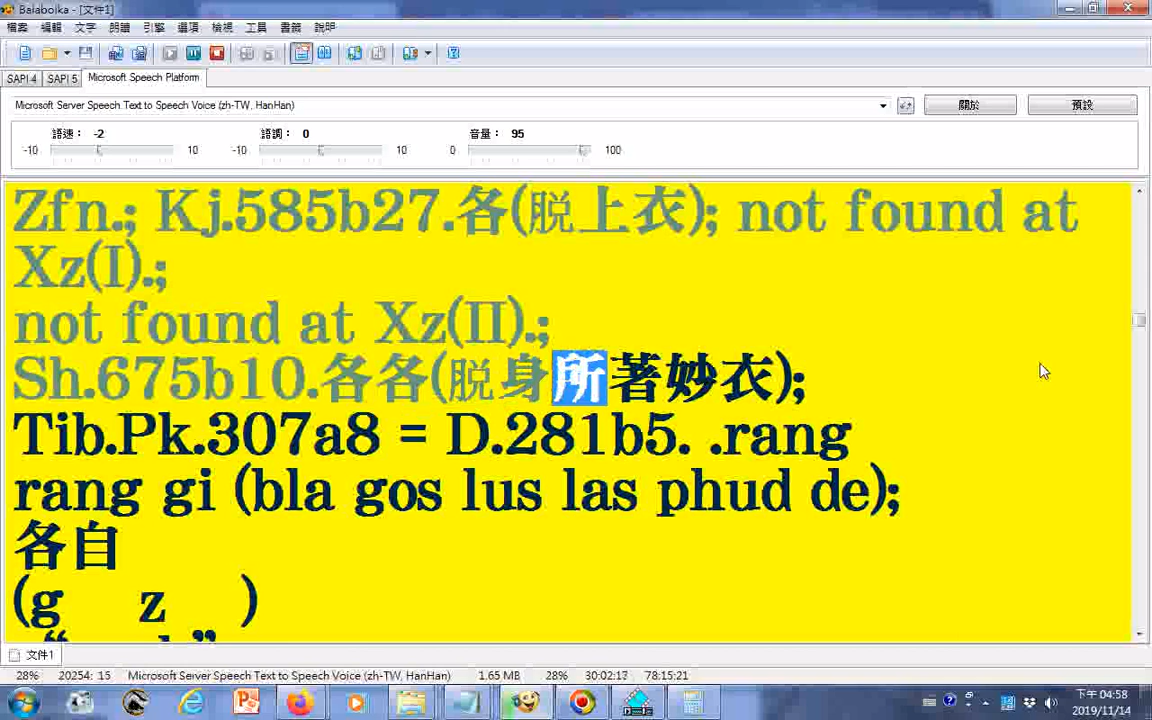 Balabolka - [文件1]
檔案 編輯 文字 朗讀 引擎 選項 檢視 工具 書籤 說明
SAPI 4 SAPI 5 Microsoft Speech Platform
Microsoft Server Speech Text to Speech Voice (zh-TW, HanHan) 關於 預設
語速： -2 語調： 0 音量： 95
-10 10 -10 10 0 100
Zfn.; Kj.585b27.各(脱上衣); not found at
Xz(I).;
not found at Xz(II).;
Sh.675b10.各各(脱身所著妙衣);
Tib.Pk.307a8 = D.281b5. .rang
rang gi (bla gos lus las phud de);
各自
(g z )
文件1
28% 20254: 15 Microsoft Server Speech Text to Speech Voice (zh-TW, HanHan) 1.65 MB 28% 30:02:13 78:15:21
下午 04:58
2019/11/14